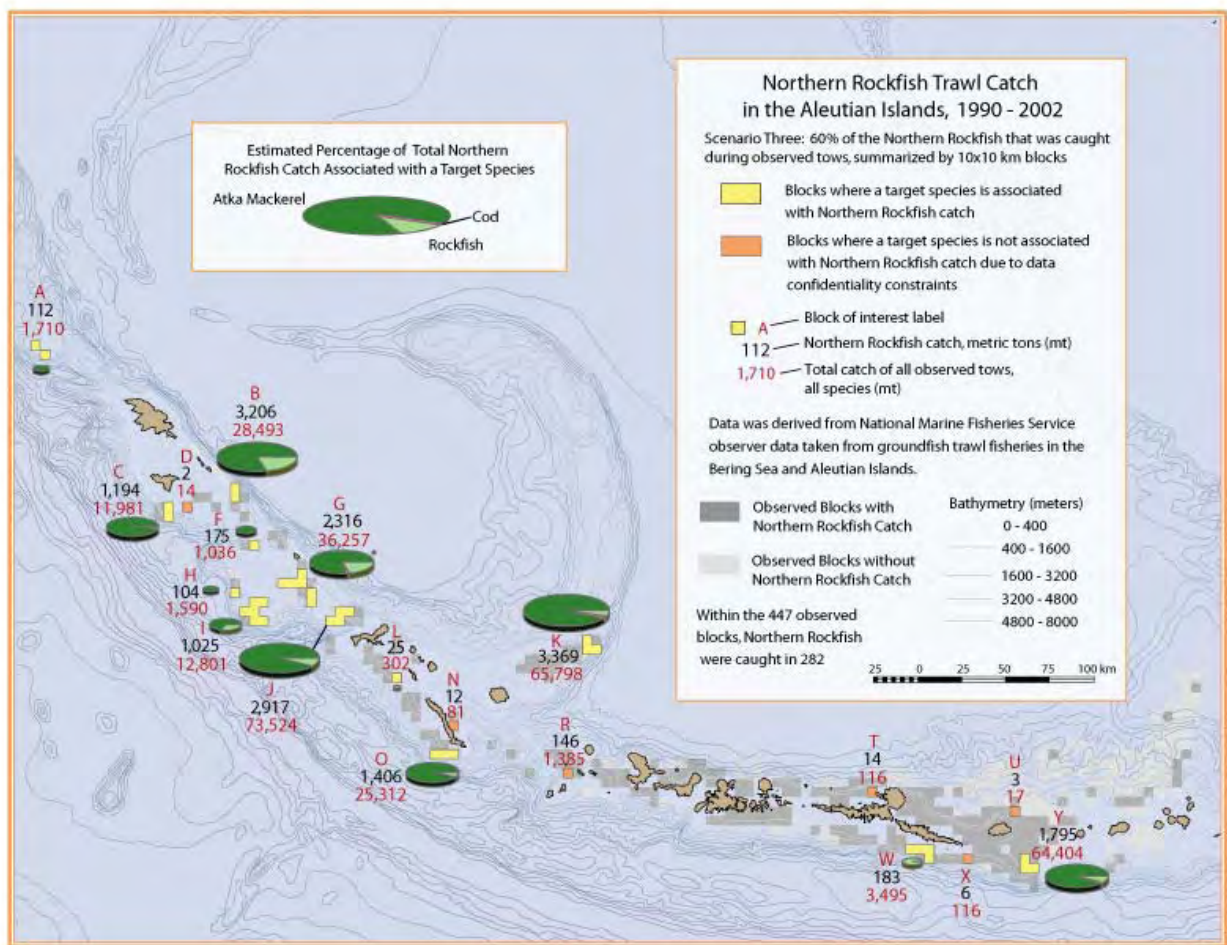 Northern Rockfish Trawl Catch
in the Aleutian Islands, 1990 - 2002
Scenario Three: 60% of the Northern Rockfish that was caught
during observed tows, summarized by 10x10 km blocks
Blocks where a target species is associated
with Northern Rockfish catch
Blocks where a target species is not associated
with Northern Rockfish catch due to data
confidentiality constraints
A
Block of interest label
112
Northern Rockfish catch, metric tons (mt)
1,710
Total catch of all observed tows,
all species (mt)
Data was derived from National Marine Fisheries Service
observer data taken from groundfish trawl fisheries in the
Bering Sea and Aleutian Islands.
Observed Blocks with
Northern Rockfish Catch
Observed Blocks without
Northern Rockfish Catch
Bathymetry (meters)
0 - 400
400 - 1600
1600 - 3200
3200 - 4800
4800 - 8000
Within the 447 observed
blocks, Northern Rockfish
were caught in 282
25 0 50 100 km
Estimated Percentage of Total Northern
Rockfish Catch Associated with a Target Species
Atka Mackerel
Cod
Rockfish
A
112
1,710
B
3,206
28,493
C
1,194
11,981
D
2
14
F
175
1,036
G
2,316
36,257
H
104
1,590
I
1,025
12,801
J
2,917
73,524
K
3,369
65,798
L
25
302
N
12
81
O
1,406
25,312
R
146
1,385
T
14
116
U
3
17
Y
1,795
64,404
W
183
3,495
X
6
116